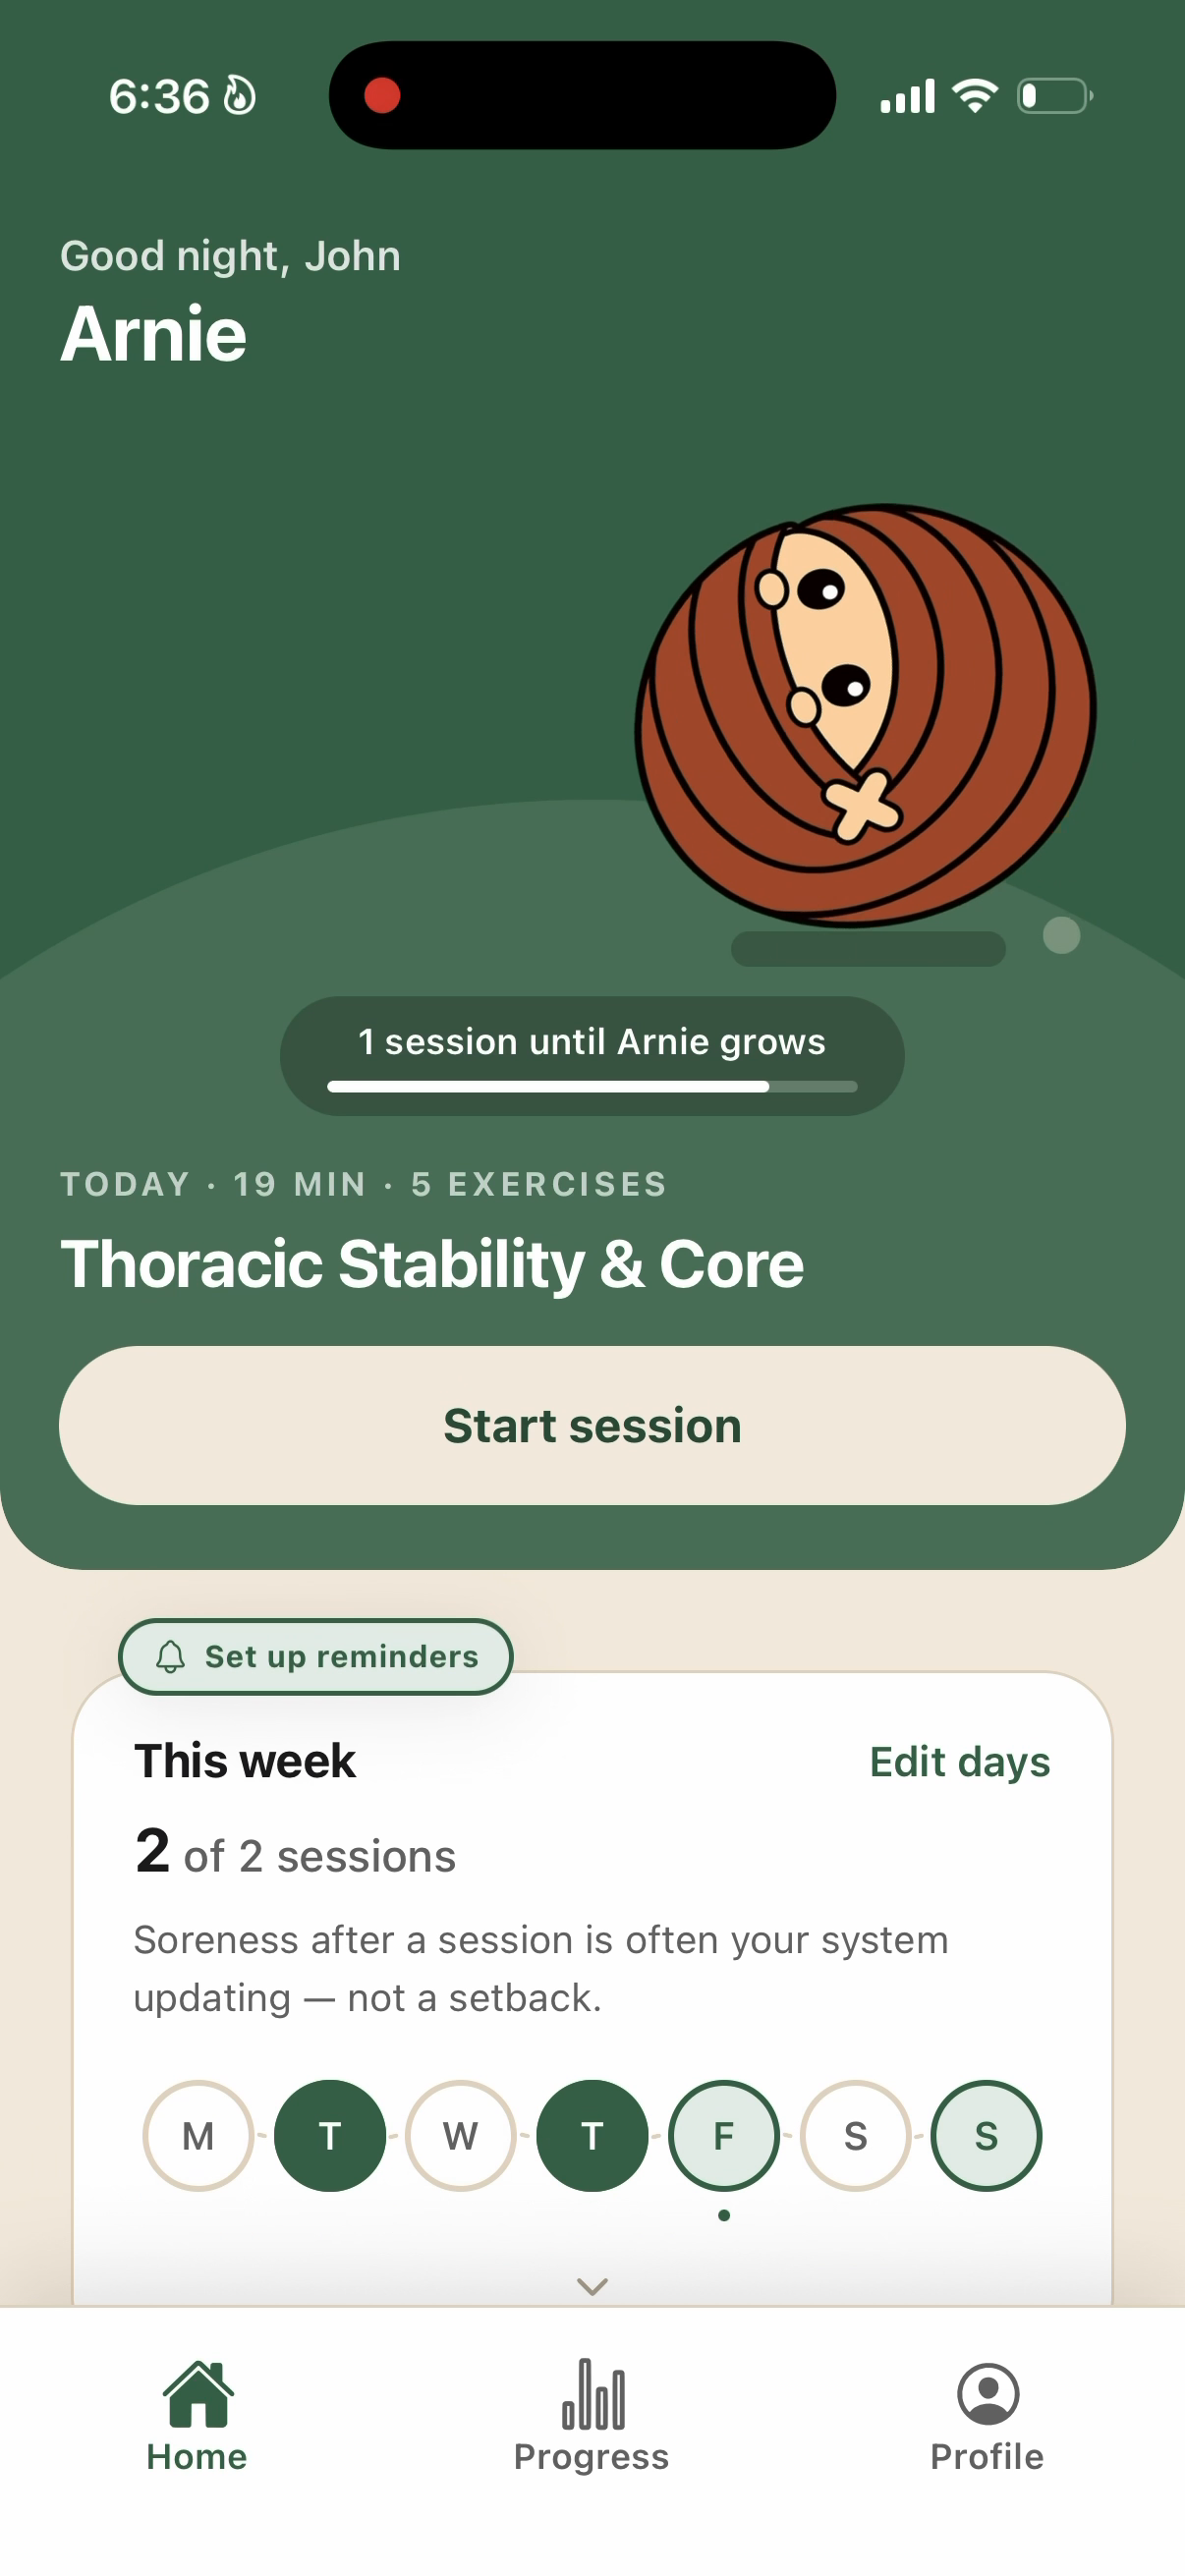 6:36
Good night, John
Arnie
1 session until Arnie grows
TODAY · 19 MIN · 5 EXERCISES
Thoracic Stability & Core
Start session
Set up reminders
This week
Edit days
2 of 2 sessions
Soreness after a session is often your system
updating — not a setback.
M T W T F S S
Home Progress Profile